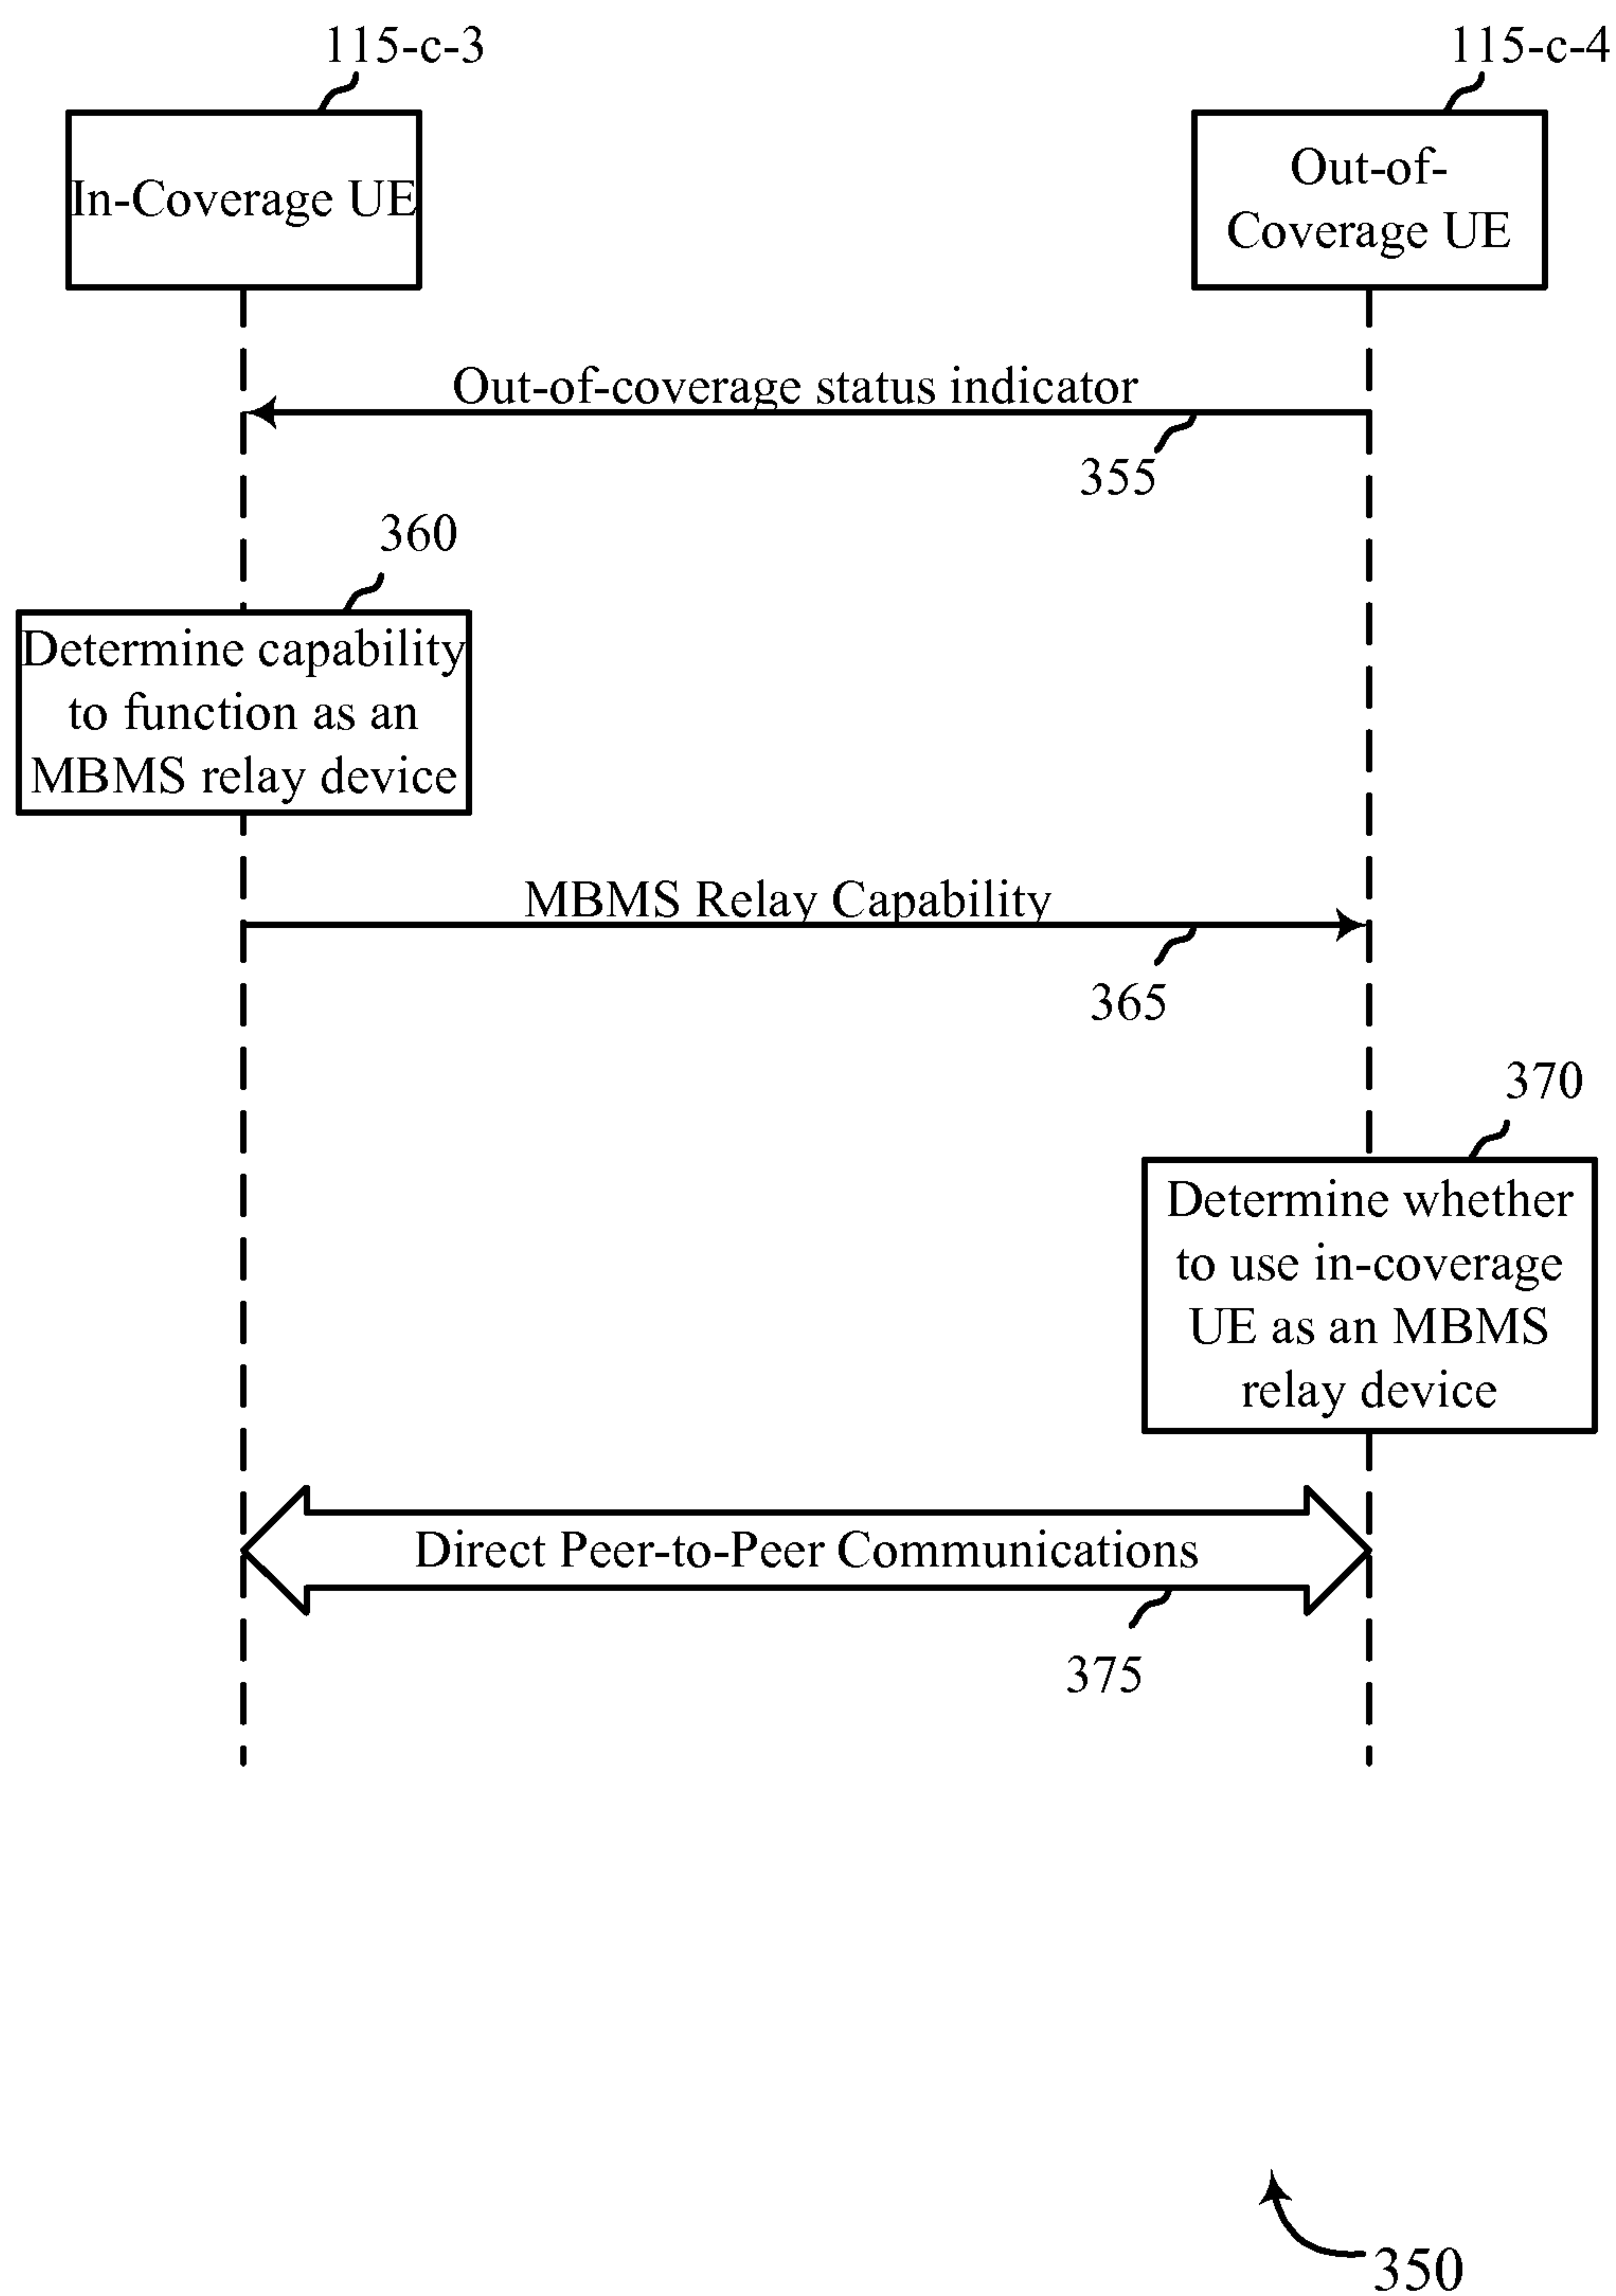 115-c-3
115-c-4
In-Coverage UE
Out-of-
Coverage UE
Out-of-coverage status indicator
355
360
Determine capability
to function as an
MBMS relay device
MBMS Relay Capability
365
370
Determine whether
to use in-coverage
UE as an MBMS
relay device
Direct Peer-to-Peer Communications
375
350